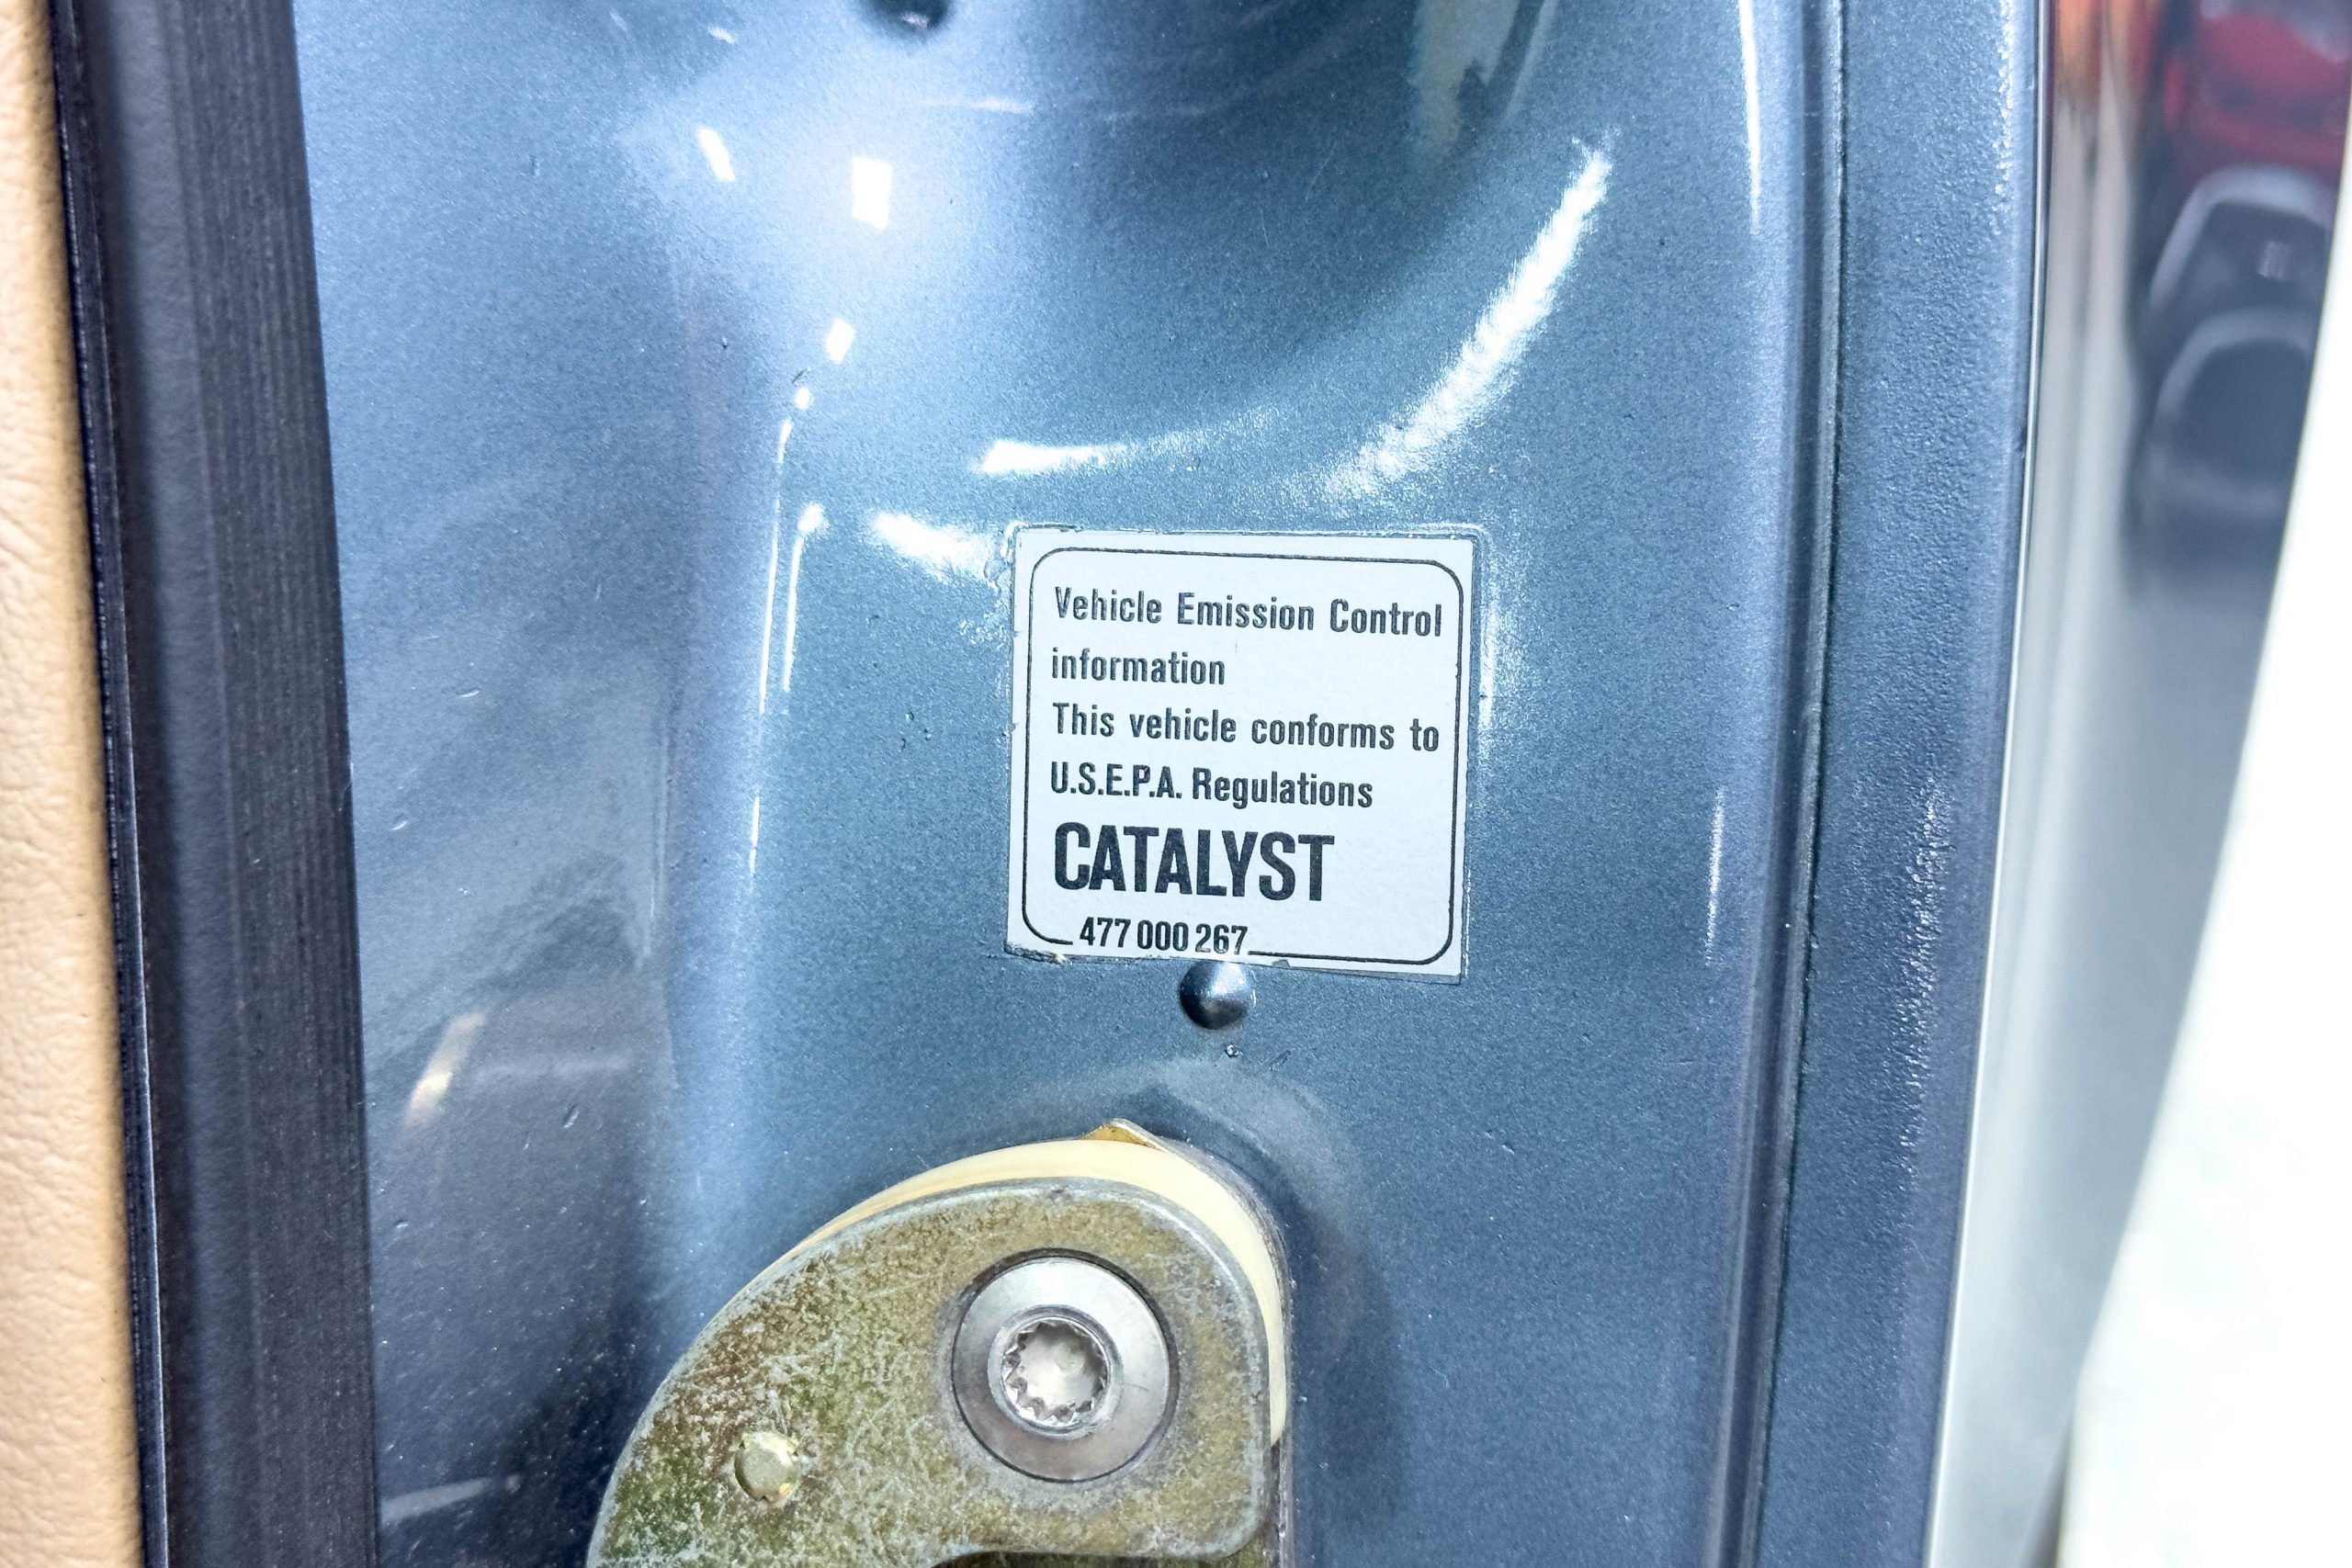 Vehicle Emission Control
information
This vehicle conforms to
U.S.E.P.A. Regulations
CATALYST
477 000 267